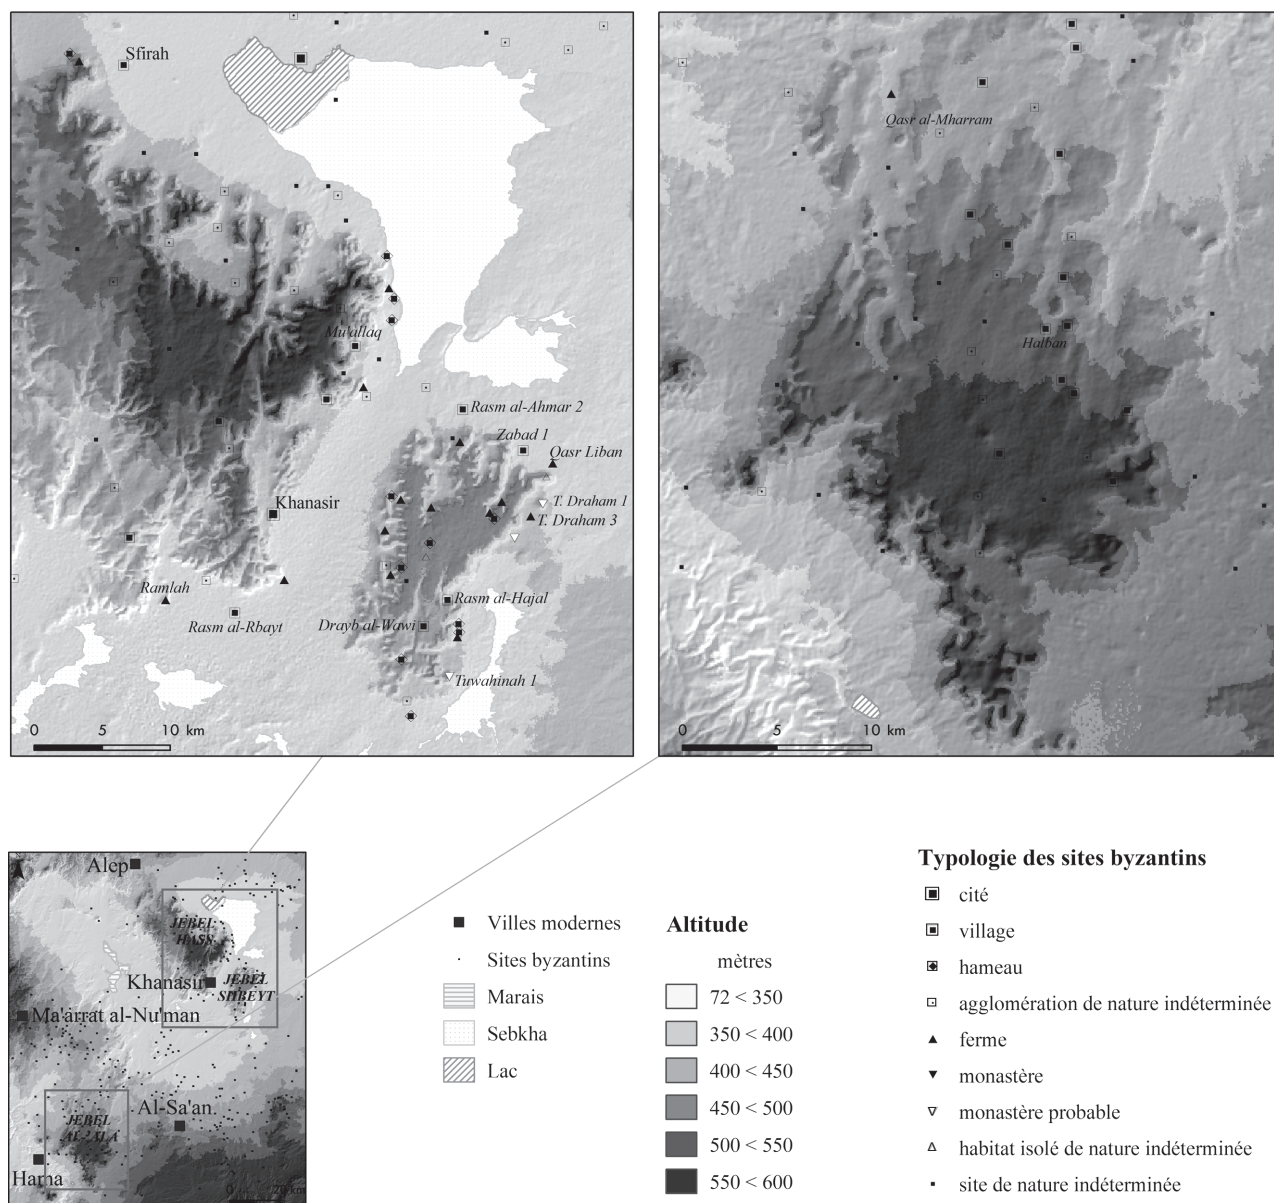 Sfirah
Mu'allaq
Rasm al-Ahmar 2
Zabad 1
Qasr Liban
T. Draham 1
T. Draham 3
Khanasir
Ramlah
Rasm al-Rbayt
Drayb al-Wawi
Rasm al-Hajal
Tuwahinah 1
0 5 10 km
Qasr al-Mharram
Halban
0 5 10 km
Alep
JEBEL
HASS
Khanasir
JEBEL
SHBEYT
Ma'arrat al-Nu'man
Al-Sa'an
JEBEL
AL-'ALA
Hama
0 20 km
Villes modernes
Sites byzantins
Marais
Sebkha
Lac
Altitude
mètres
72 < 350
350 < 400
400 < 450
450 < 500
500 < 550
550 < 600
Typologie des sites byzantins
cité
village
hameau
agglomération de nature indéterminée
ferme
monastère
monastère probable
habitat isolé de nature indéterminée
site de nature indéterminée